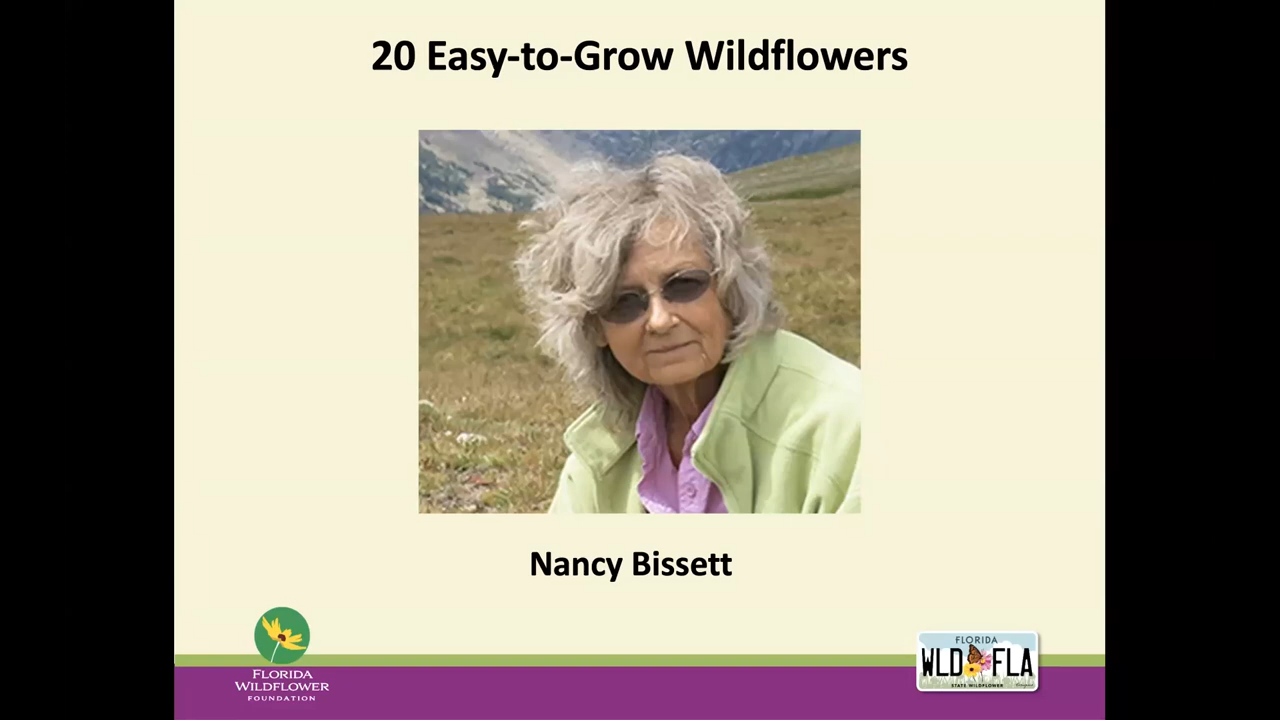 20 Easy-to-Grow Wildflowers
Nancy Bissett
FLORIDA
WILDFLOWER
FOUNDATION
FLORIDA
WLD FLA
STATE WILDFLOWER